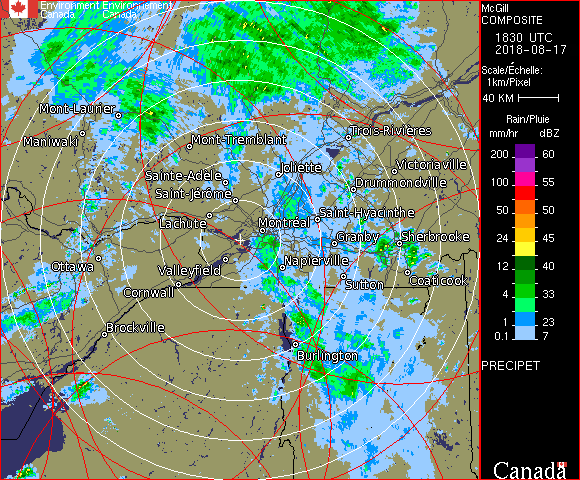 Environment Environnement
Canada Canada
McGill
COMPOSITE
1830 UTC
2018-08-17
Scale/Échelle:
1km/Pixel
40 KM
Rain/Pluie
mm/hr dBZ
200 60
100 55
50 50
24 45
12 40
4 33
1 23
0.1 7
PRECIPET
Canada
Mont-Laurier
Maniwaki
Mont-Tremblant
Trois-Rivières
Sainte-Adèle
Joliette
Victoriaville
Saint-Jérôme
Drummondville
Lachute
Montréal
Saint-Hyacinthe
Granby
Sherbrooke
Ottawa
Valleyfield
Napierville
Coaticook
Cornwall
Sutton
Brockville
Burlington